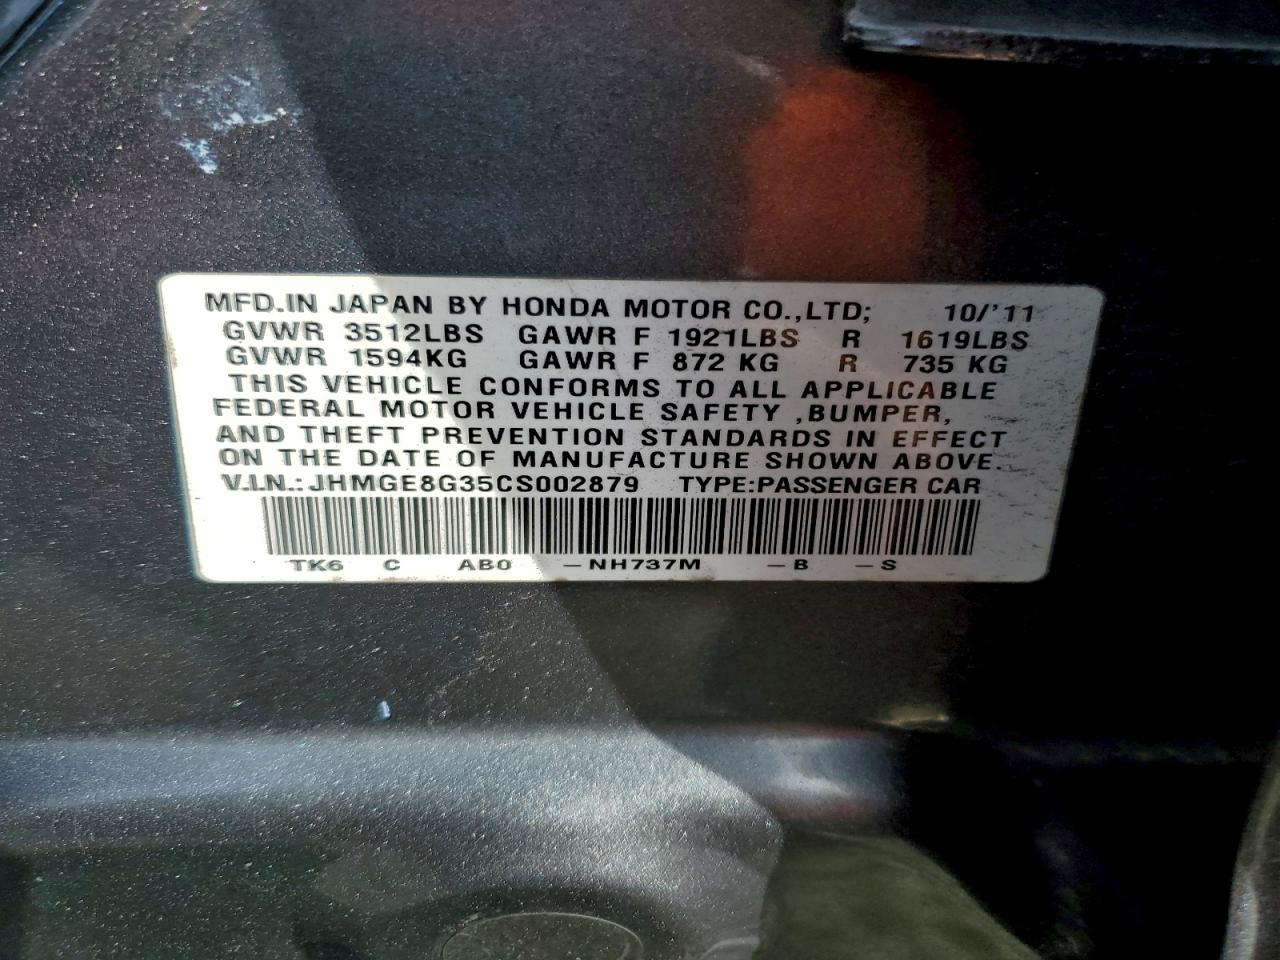 MFD.IN JAPAN BY HONDA MOTOR CO.,LTD; 10/'11
GVWR 3512LBS GAWR F 1921LBS R 1619LBS
GVWR 1594KG GAWR F 872 KG R 735 KG
THIS VEHICLE CONFORMS TO ALL APPLICABLE
FEDERAL MOTOR VEHICLE SAFETY ,BUMPER,
AND THEFT PREVENTION STANDARDS IN EFFECT
ON THE DATE OF MANUFACTURE SHOWN ABOVE.
V.I.N.:JHMGE8G35CS002879 TYPE:PASSENGER CAR
TK6 C AB0 -NH737M -B -S